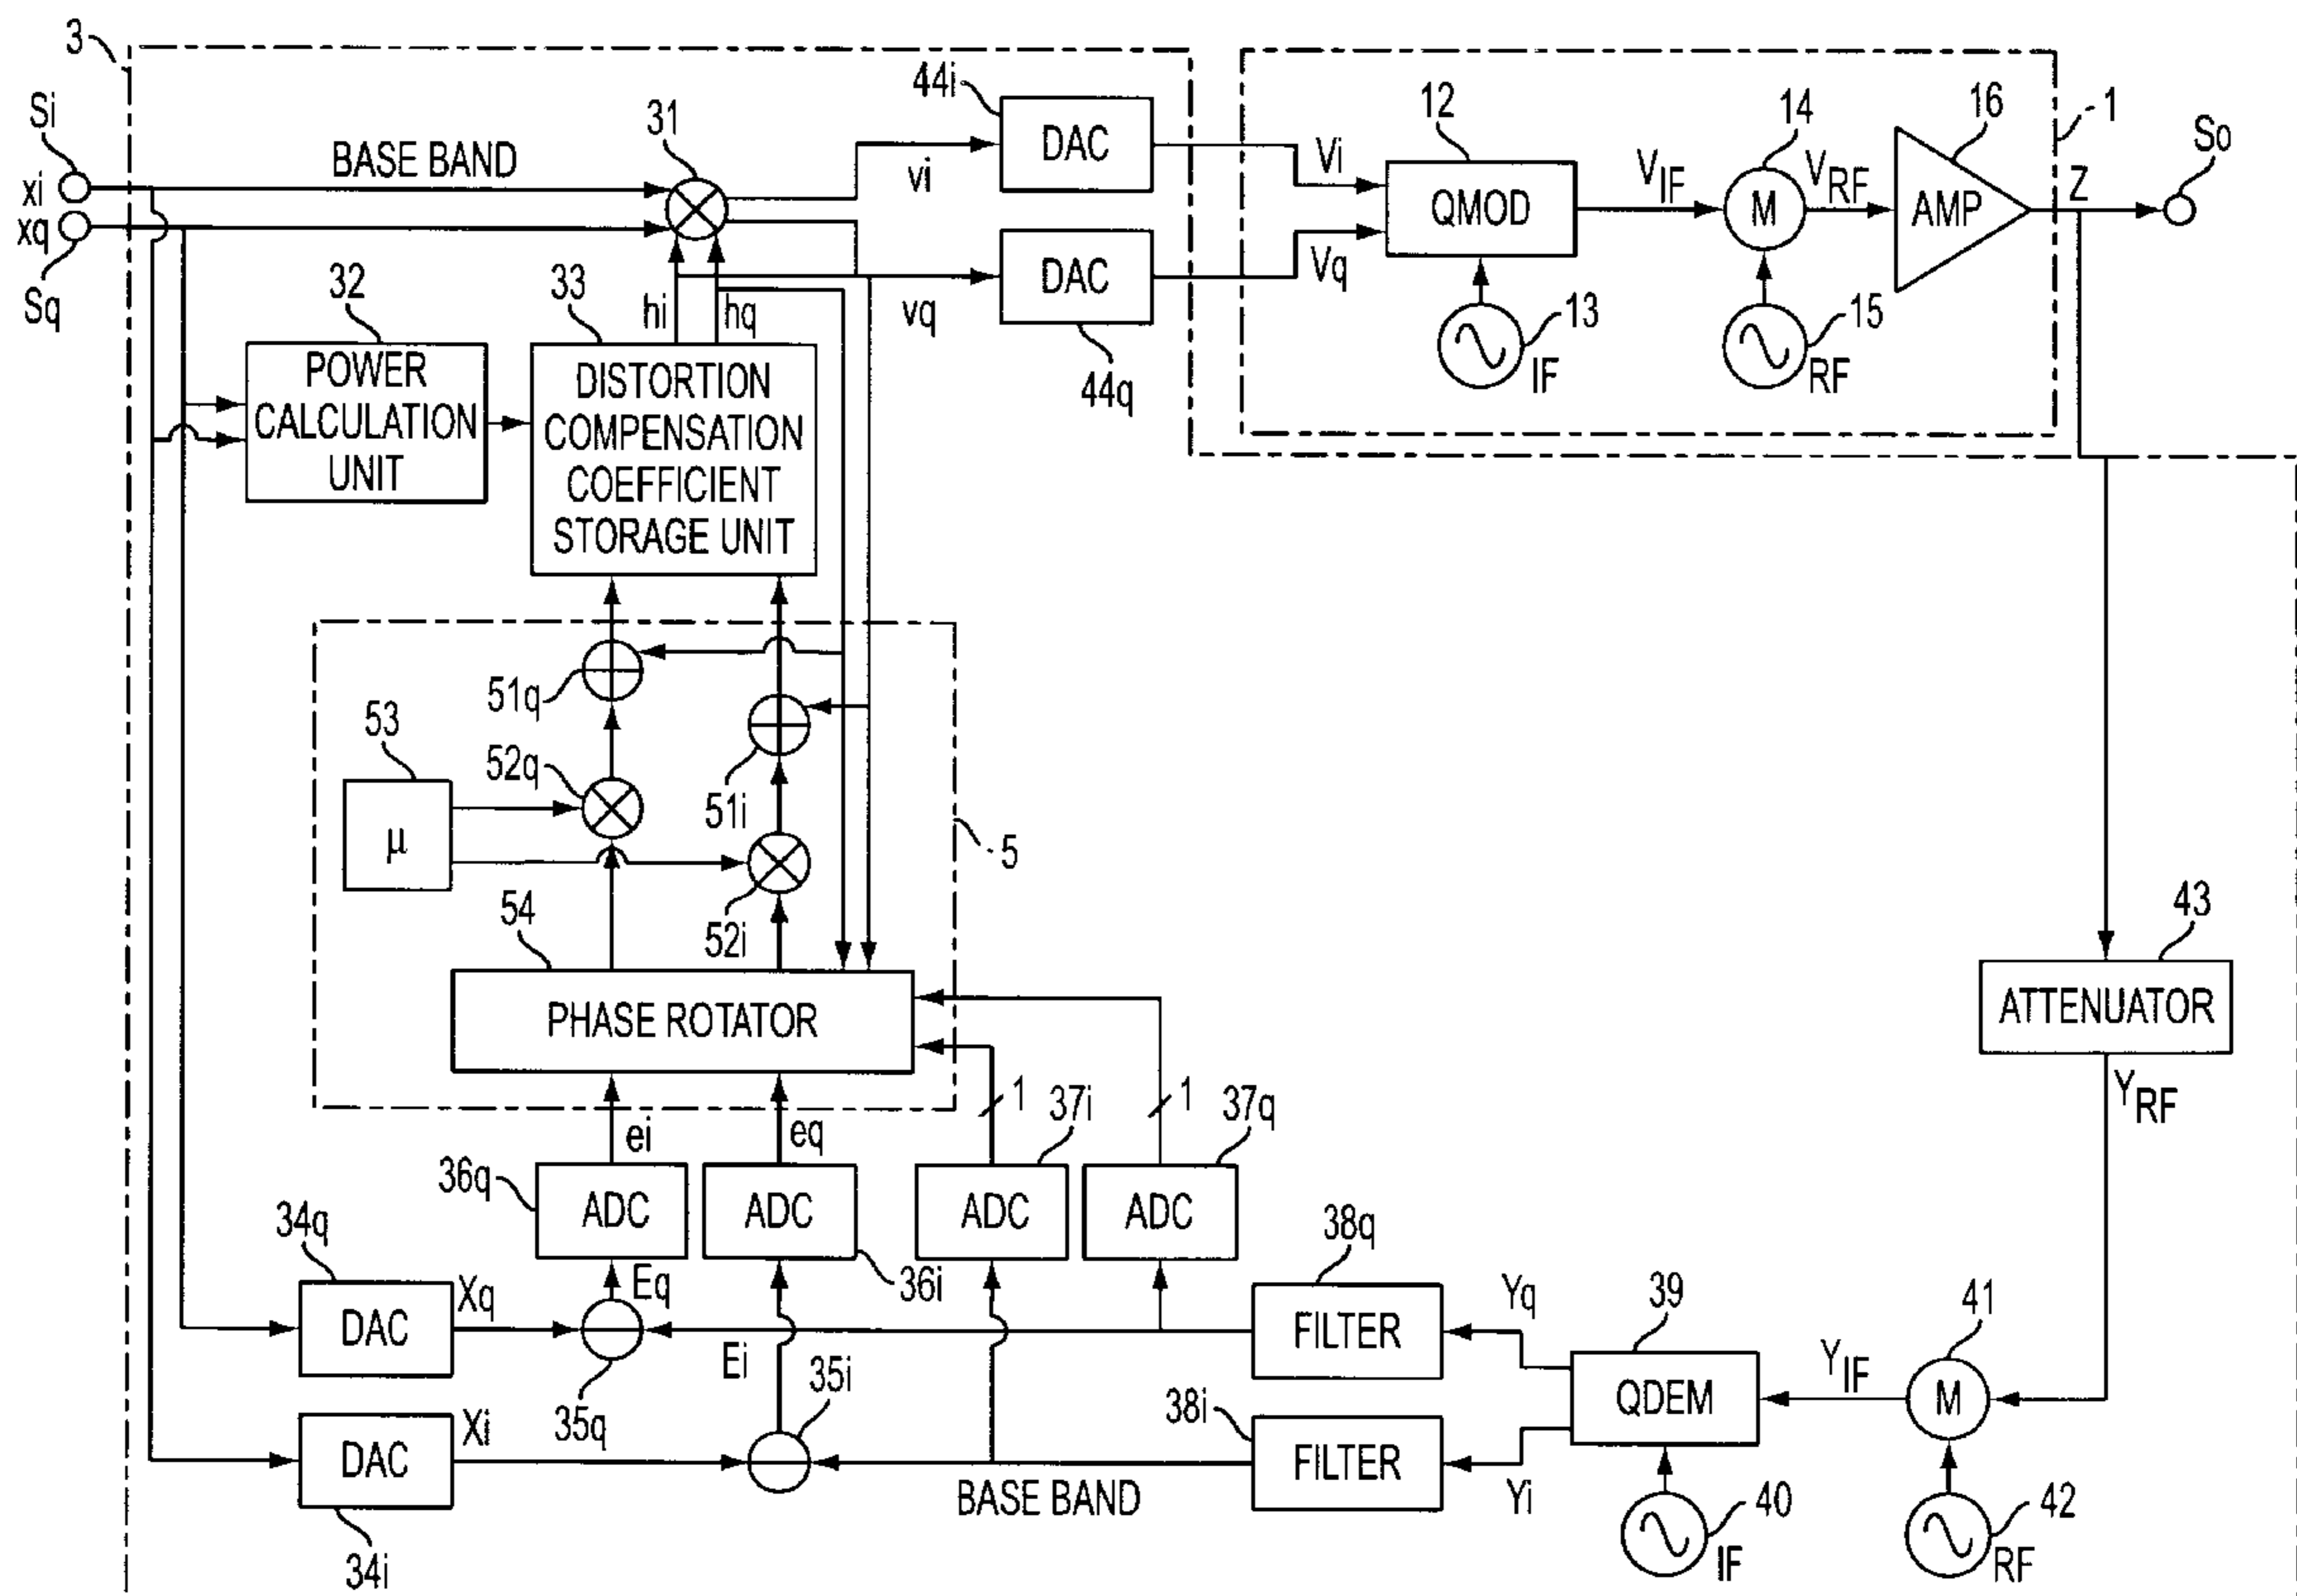 3
Si
xi
xq
Sq
BASE BAND
31
44i
DAC
vi
Vi
12
QMOD
V_IF
14
M
V_RF
16
AMP
1
Z
So
32
33
hi
hq
vq
DAC
44q
Vq
13
IF
15
RF
POWER
CALCULATION
UNIT
DISTORTION
COMPENSATION
COEFFICIENT
STORAGE UNIT
51q
53
52q
51i
μ
5
54
52i
43
PHASE ROTATOR
ATTENUATOR
Y_RF
1
37i
1
37q
ei
eq
36q
ADC
ADC
ADC
ADC
34q
36i
38q
DAC
Xq
Eq
FILTER
Yq
39
41
Ei
35i
Y_IF
35q
38i
QDEM
M
DAC
Xi
FILTER
Yi
BASE BAND
40
IF
42
RF
34i